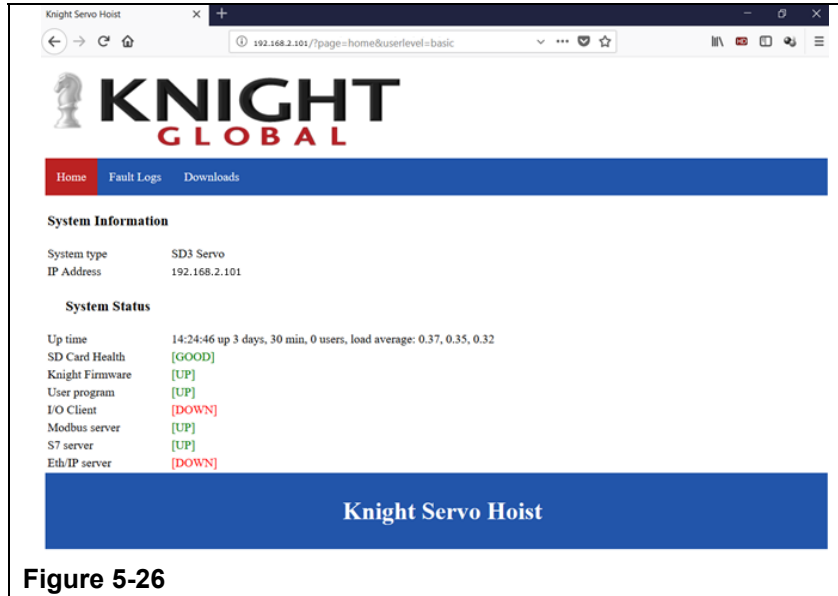 Knight Servo Hoist
192.168.2.101/?page=home&userlevel=basic
KNIGHT
GLOBAL
Home Fault Logs Downloads
System Information
System type SD3 Servo
IP Address 192.168.2.101
System Status
Up time 14:24:46 up 3 days, 30 min, 0 users, load average: 0.37, 0.35, 0.32
SD Card Health [GOOD]
Knight Firmware [UP]
User program [UP]
I/O Client [DOWN]
Modbus server [UP]
S7 server [UP]
Eth/IP server [DOWN]
Knight Servo Hoist
Figure 5-26